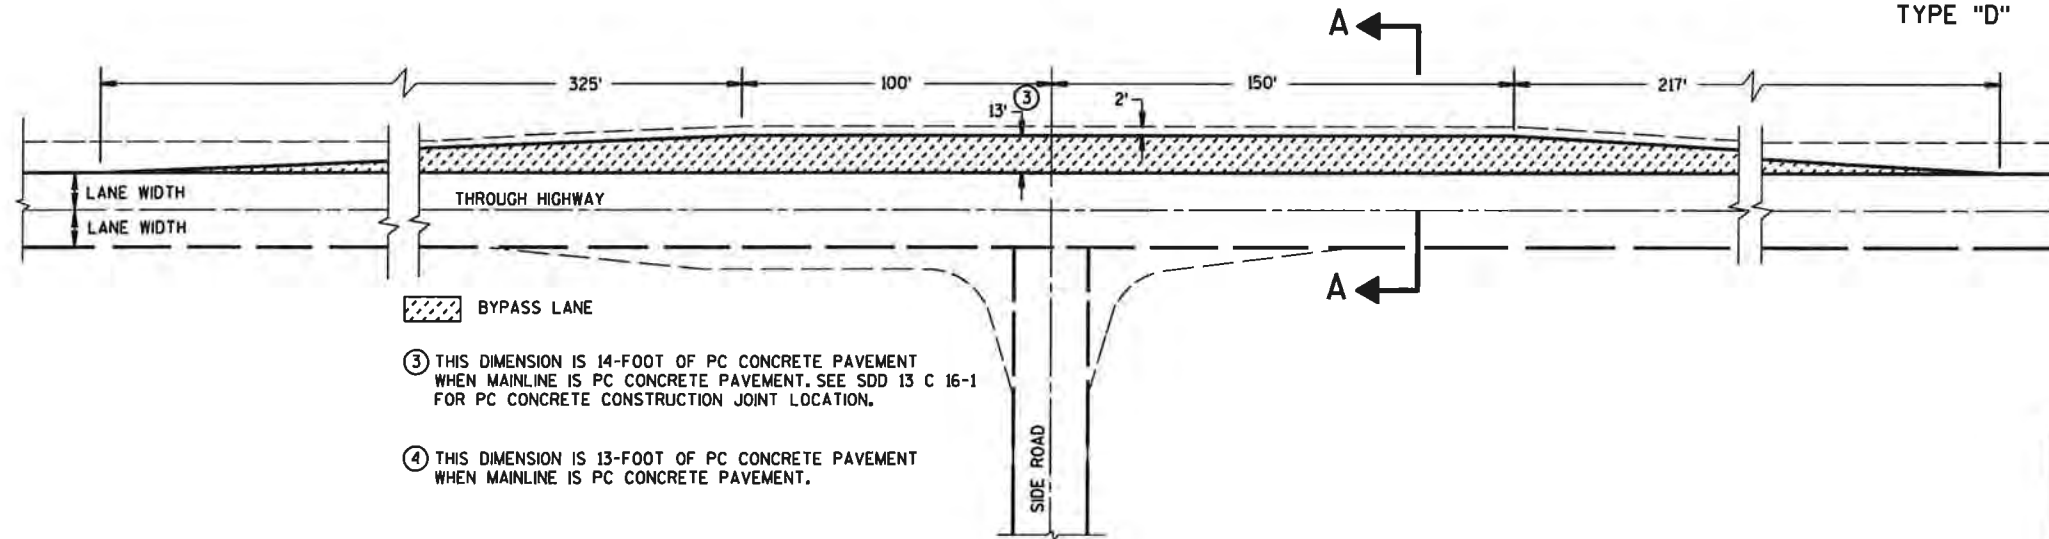 A
TYPE "D"
325'
100'
150'
217'
13'
3
2'
LANE WIDTH
LANE WIDTH
THROUGH HIGHWAY
A
BYPASS LANE
3 THIS DIMENSION IS 14-FOOT OF PC CONCRETE PAVEMENT
WHEN MAINLINE IS PC CONCRETE PAVEMENT. SEE SDD 13 C 16-1
FOR PC CONCRETE CONSTRUCTION JOINT LOCATION.
4 THIS DIMENSION IS 13-FOOT OF PC CONCRETE PAVEMENT
WHEN MAINLINE IS PC CONCRETE PAVEMENT.
SIDE ROAD